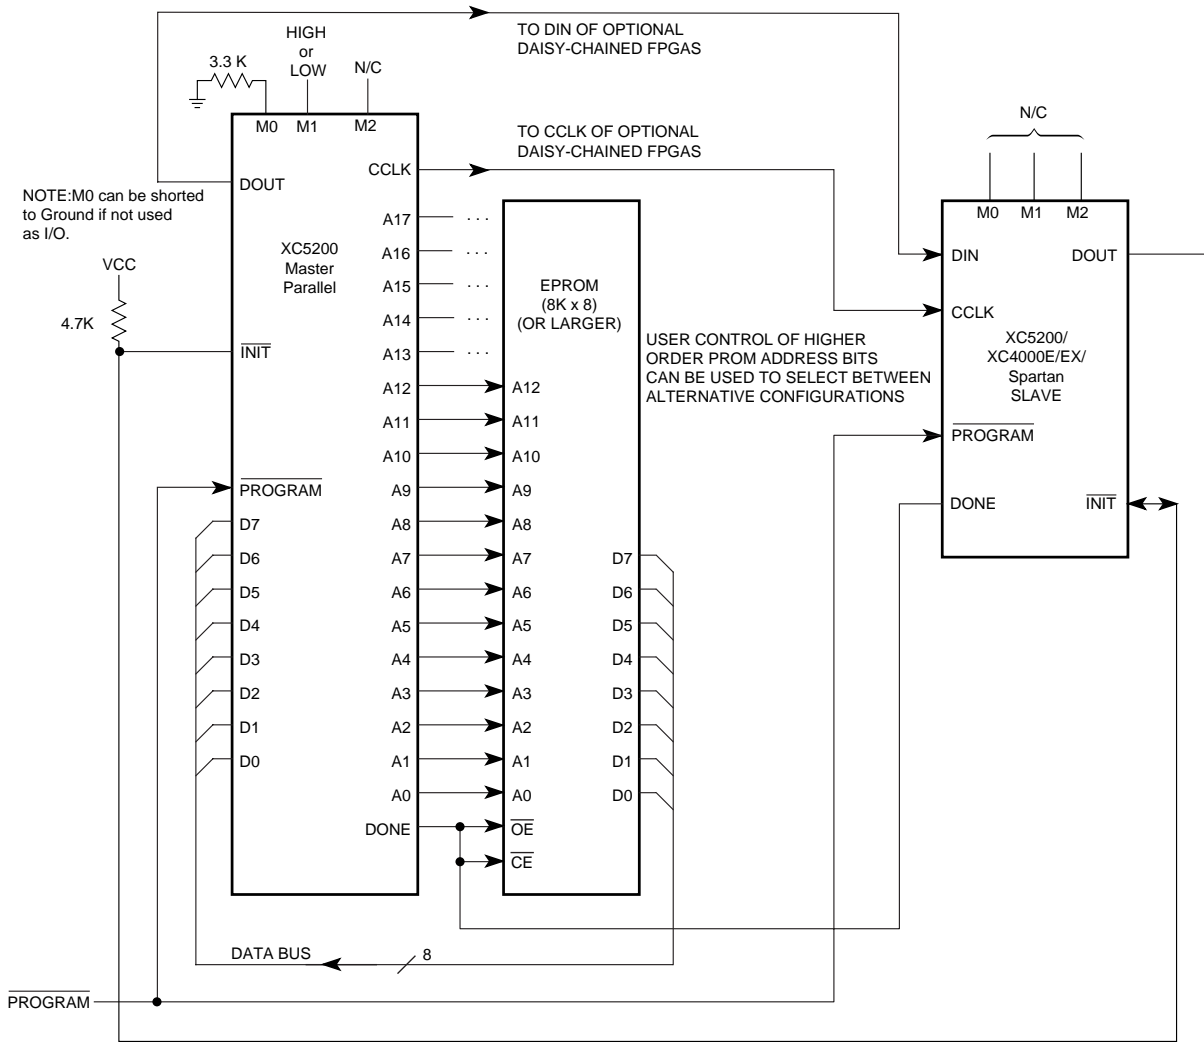 TO DIN OF OPTIONAL
DAISY-CHAINED FPGAS
HIGH
or
LOW
3.3 K
N/C
M0
M1
M2
N/C
TO CCLK OF OPTIONAL
DAISY-CHAINED FPGAS
CCLK
DOUT
NOTE:M0 can be shorted
to Ground if not used
as I/O.
VCC
4.7K
XC5200
Master
Parallel
INIT
PROGRAM
D7
D6
D5
D4
D3
D2
D1
D0
A17
A16
A15
A14
A13
A12
A11
A10
A9
A8
A7
A6
A5
A4
A3
A2
A1
A0
DONE
. . .
. . .
. . .
. . .
. . .
EPROM
(8K x 8)
(OR LARGER)
A12
A11
A10
A9
A8
A7
A6
A5
A4
A3
A2
A1
A0
OE
CE
D7
D6
D5
D4
D3
D2
D1
D0
USER CONTROL OF HIGHER
ORDER PROM ADDRESS BITS
CAN BE USED TO SELECT BETWEEN
ALTERNATIVE CONFIGURATIONS
M0
M1
M2
DIN
DOUT
CCLK
XC5200/
XC4000E/EX/
Spartan
SLAVE
PROGRAM
DONE
INIT
DATA BUS
8
PROGRAM